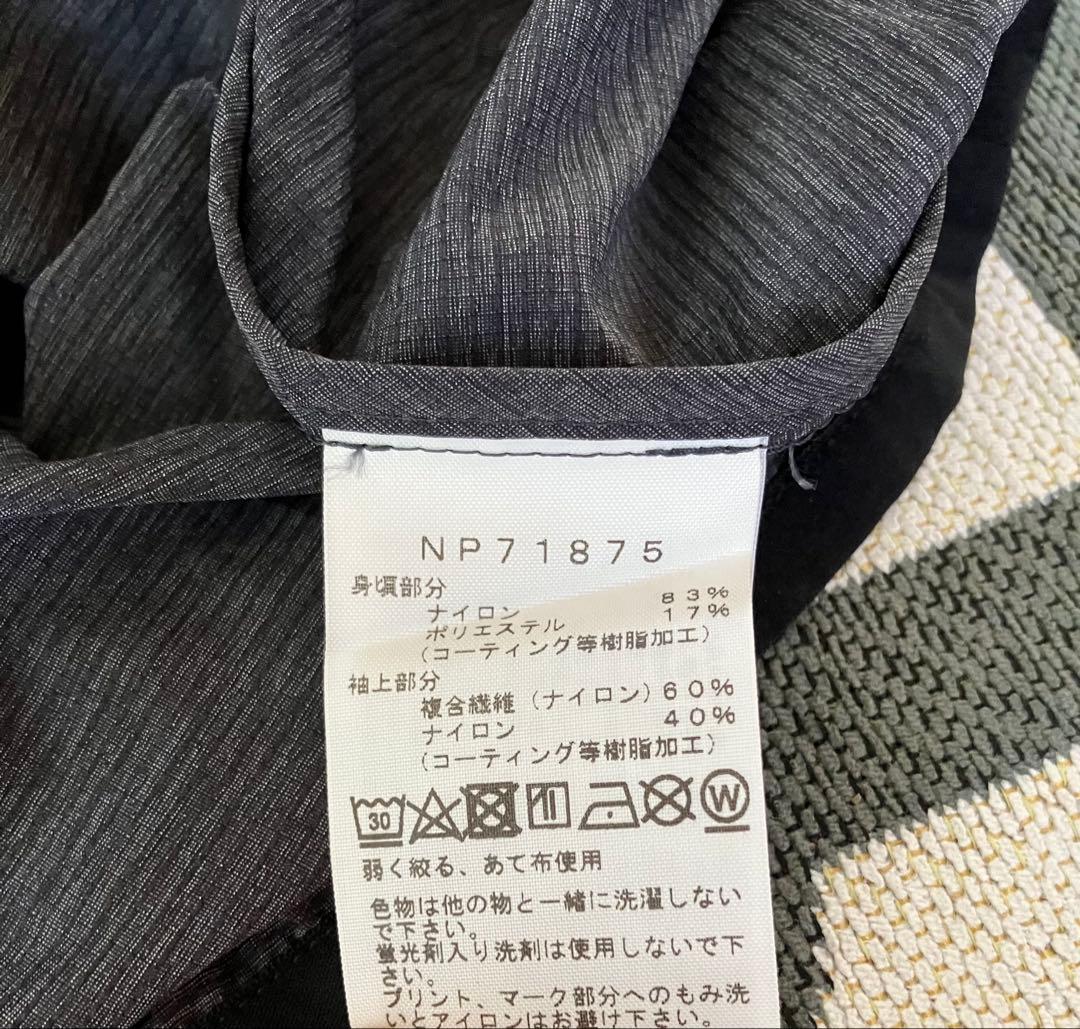 NP71875
身頃部分
ナイロン 83%
ポリエステル 17%
(コーティング等樹脂加工)
袖上部分
複合繊維(ナイロン)60%
ナイロン 40%
(コーティング等樹脂加工)
30 W
弱く絞る、あて布使用
色物は他の物と一緒に洗濯しない
で下さい。
蛍光剤入り洗剤は使用しないで下
さい。
プリント、マーク部分へのもみ洗
いとアイロンはお避け下さい。